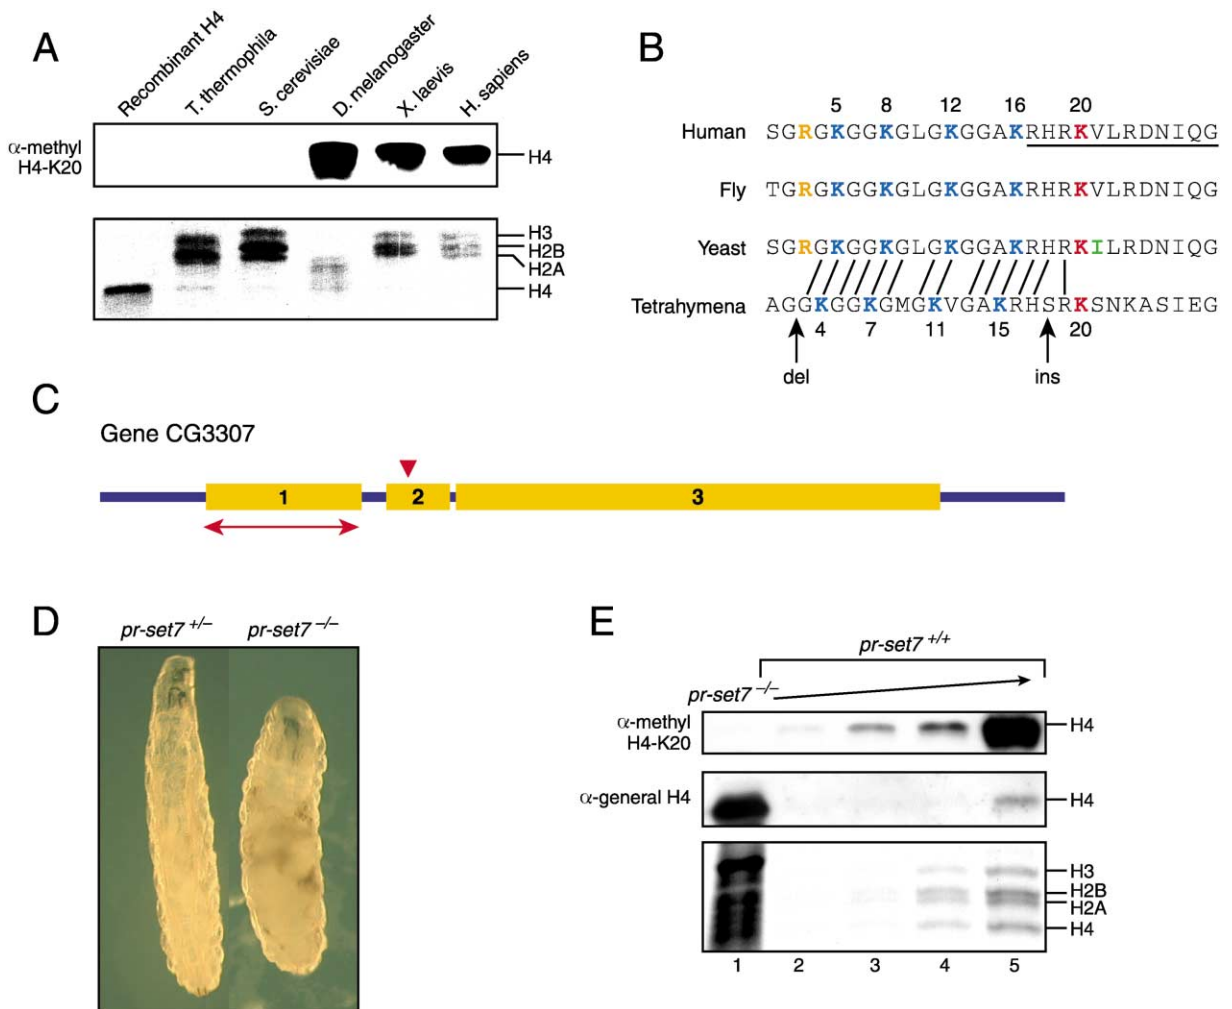 A
Recombinant H4
T. thermophila
S. cerevisiae
D. melanogaster
X. laevis
H. sapiens
α-methyl
H4-K20
H4
H3
H2B
H2A
H4
B
5 8 12 16 20
Human SGRGKGGKGLGKGGAKRHRKVLRDNIQG
Fly TGRGKGGKGLGKGGAKRHRKVLRDNIQG
Yeast SGRGKGGKGLGKGGAKRHRKILRDNIQG
Tetrahymena AGGKGGKGMGKVGAKRHSRKSNKASIEG
4 7 11 15 20
del ins
C
Gene CG3307
1 2 3
D
pr-set7 +/– pr-set7 –/–
E
pr-set7 +/+
pr-set7 –/–
α-methyl
H4-K20
H4
α-general H4
H4
H3
H2B
H2A
H4
1 2 3 4 5